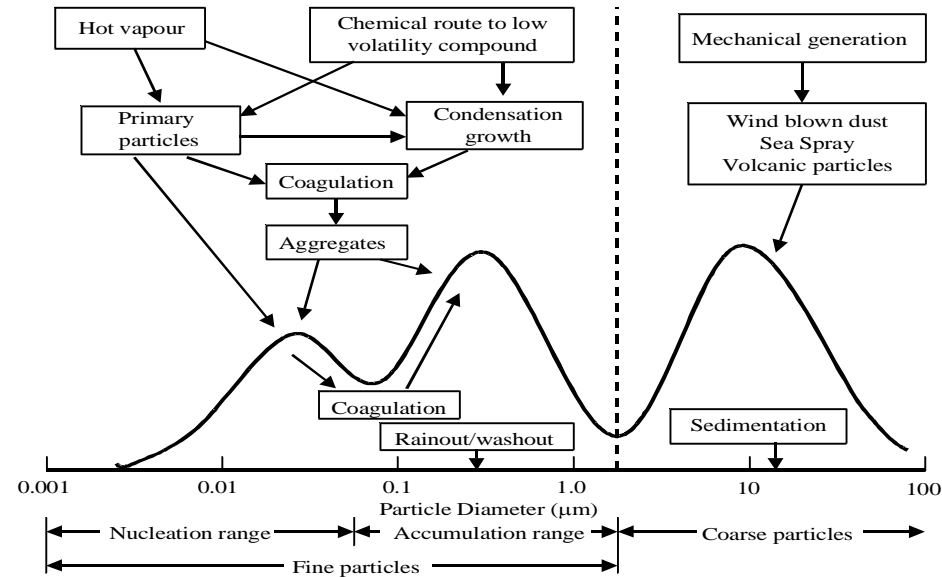 Hot vapour
Chemical route to low
volatility compound
Mechanical generation
Primary
particles
Condensation
growth
Wind blown dust
Sea Spray
Volcanic particles
Coagulation
Aggregates
Coagulation
Rainout/washout
Sedimentation
0.001 0.01 0.1 1.0 10 100
Particle Diameter (μm)
Nucleation range Accumulation range Coarse particles
Fine particles